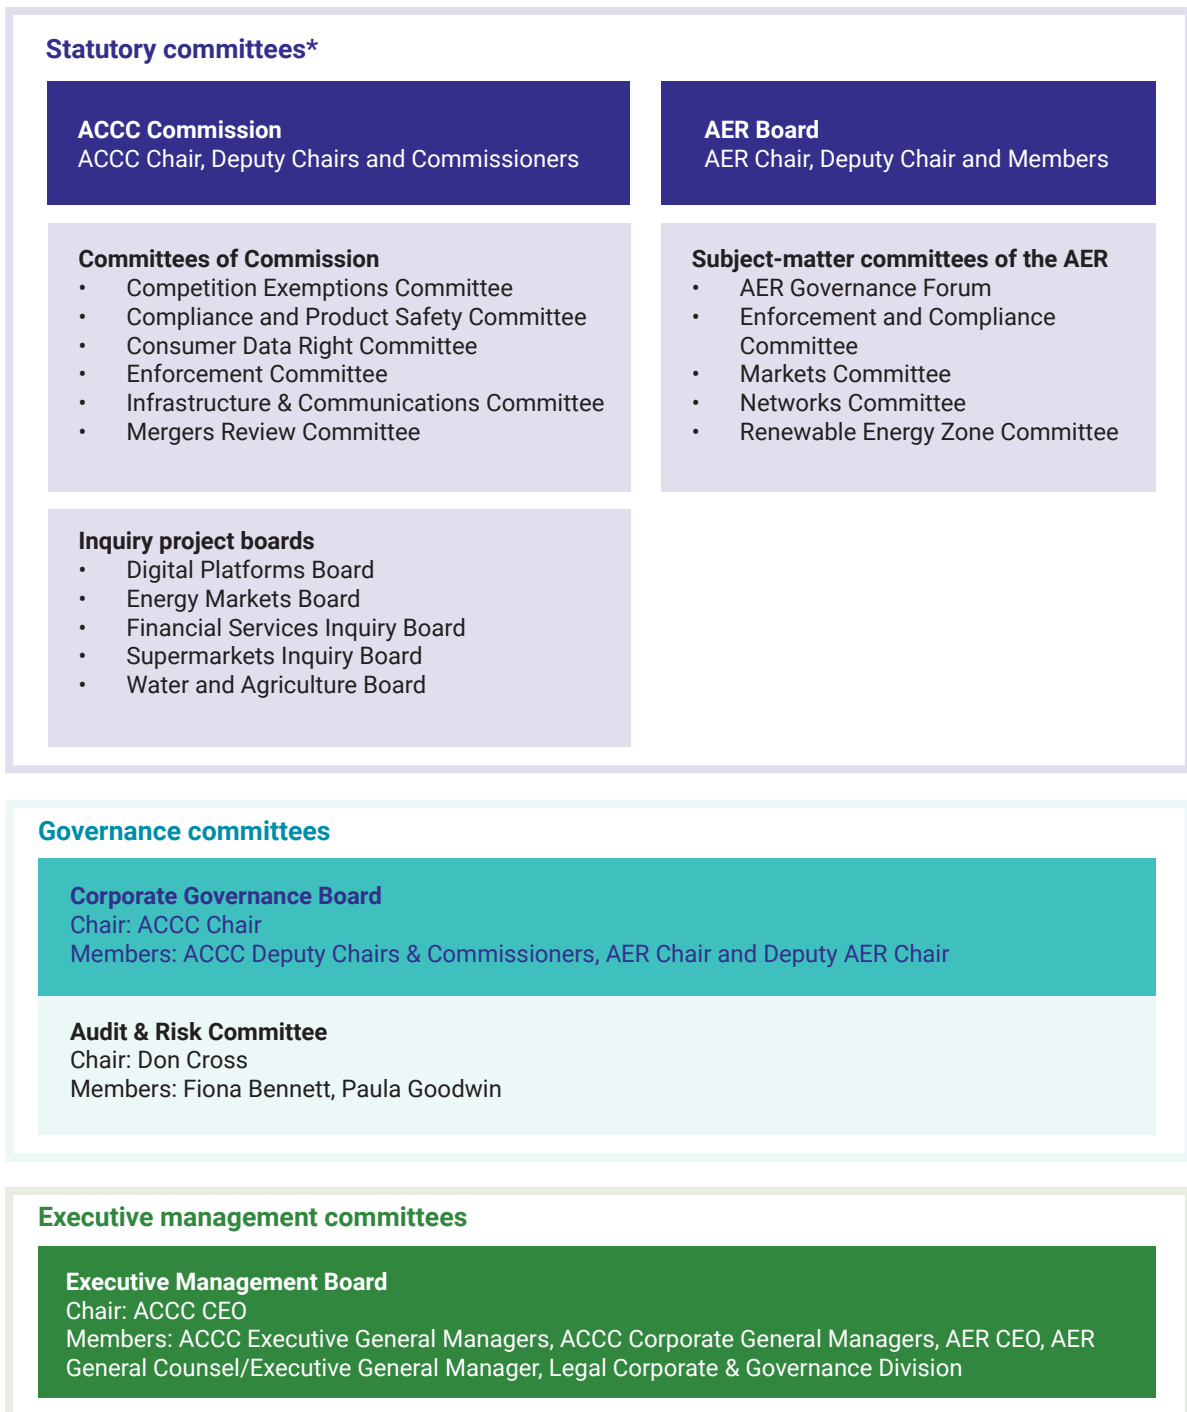 Statutory committees*
ACCC Commission
ACCC Chair, Deputy Chairs and Commissioners
AER Board
AER Chair, Deputy Chair and Members
Committees of Commission
• Competition Exemptions Committee
• Compliance and Product Safety Committee
• Consumer Data Right Committee
• Enforcement Committee
• Infrastructure & Communications Committee
• Mergers Review Committee
Subject-matter committees of the AER
• AER Governance Forum
• Enforcement and Compliance
Committee
• Markets Committee
• Networks Committee
• Renewable Energy Zone Committee
Inquiry project boards
• Digital Platforms Board
• Energy Markets Board
• Financial Services Inquiry Board
• Supermarkets Inquiry Board
• Water and Agriculture Board
Governance committees
Corporate Governance Board
Chair: ACCC Chair
Members: ACCC Deputy Chairs & Commissioners, AER Chair and Deputy AER Chair
Audit & Risk Committee
Chair: Don Cross
Members: Fiona Bennett, Paula Goodwin
Executive management committees
Executive Management Board
Chair: ACCC CEO
Members: ACCC Executive General Managers, ACCC Corporate General Managers, AER CEO, AER
General Counsel/Executive General Manager, Legal Corporate & Governance Division